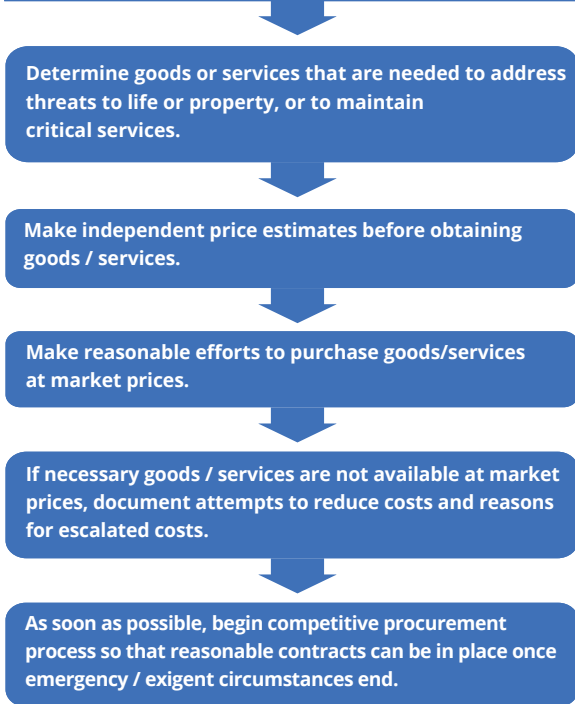 Determine goods or services that are needed to address
threats to life or property, or to maintain
critical services.
Make independent price estimates before obtaining
goods / services.
Make reasonable efforts to purchase goods/services
at market prices.
If necessary goods / services are not available at market
prices, document attempts to reduce costs and reasons
for escalated costs.
As soon as possible, begin competitive procurement
process so that reasonable contracts can be in place once
emergency / exigent circumstances end.